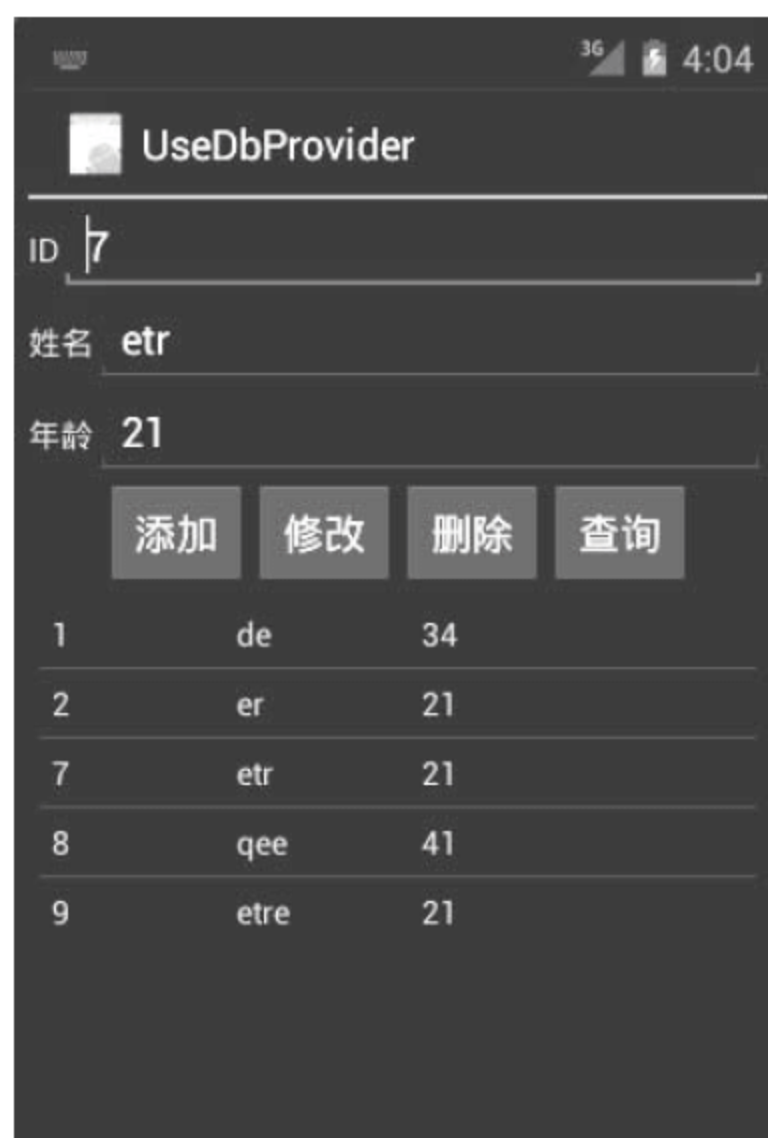 3G 4:04
UseDbProvider
ID 7
姓名 etr
年龄 21
添加 修改 删除 查询
1 de 34
2 er 21
7 etr 21
8 qee 41
9 etre 21